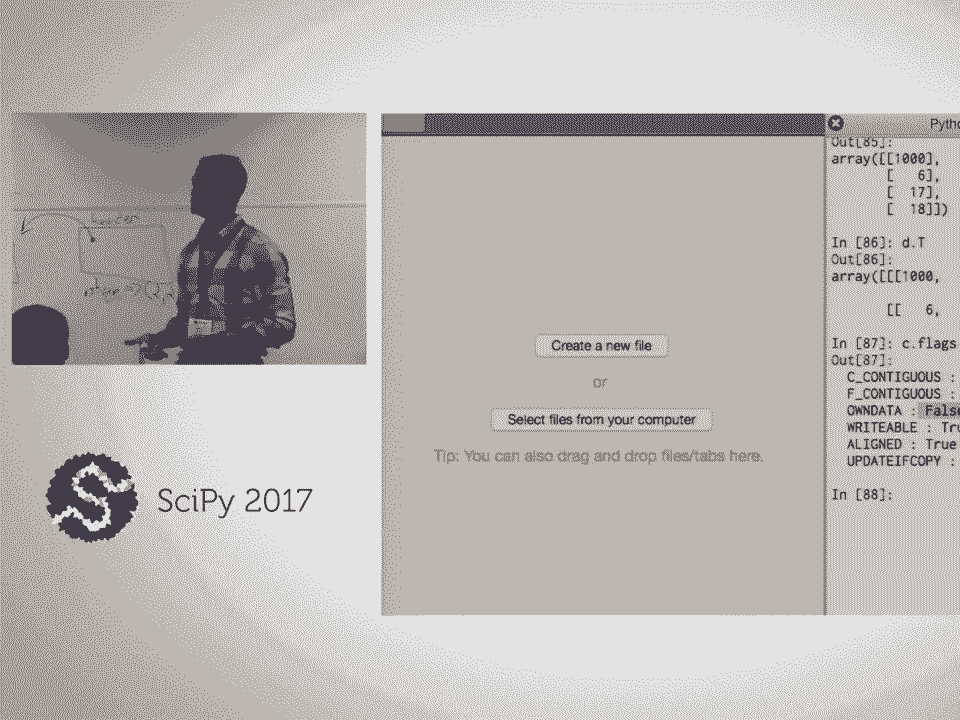 header
SciPy 2017
Create a new file
or
Select files from your computer
Tip: You can also drag and drop files/tabs here.
Pytho
Out[85]:
array([[1000],
[ 6],
[ 17],
[ 18]])
In [86]: d.T
Out[86]:
array([[[1000,
[[ 6,
In [87]: c.flags
Out[87]:
C_CONTIGUOUS :
F_CONTIGUOUS :
OWNDATA : False
WRITEABLE : Tru
ALIGNED : True
UPDATEIFCOPY :
In [88]: